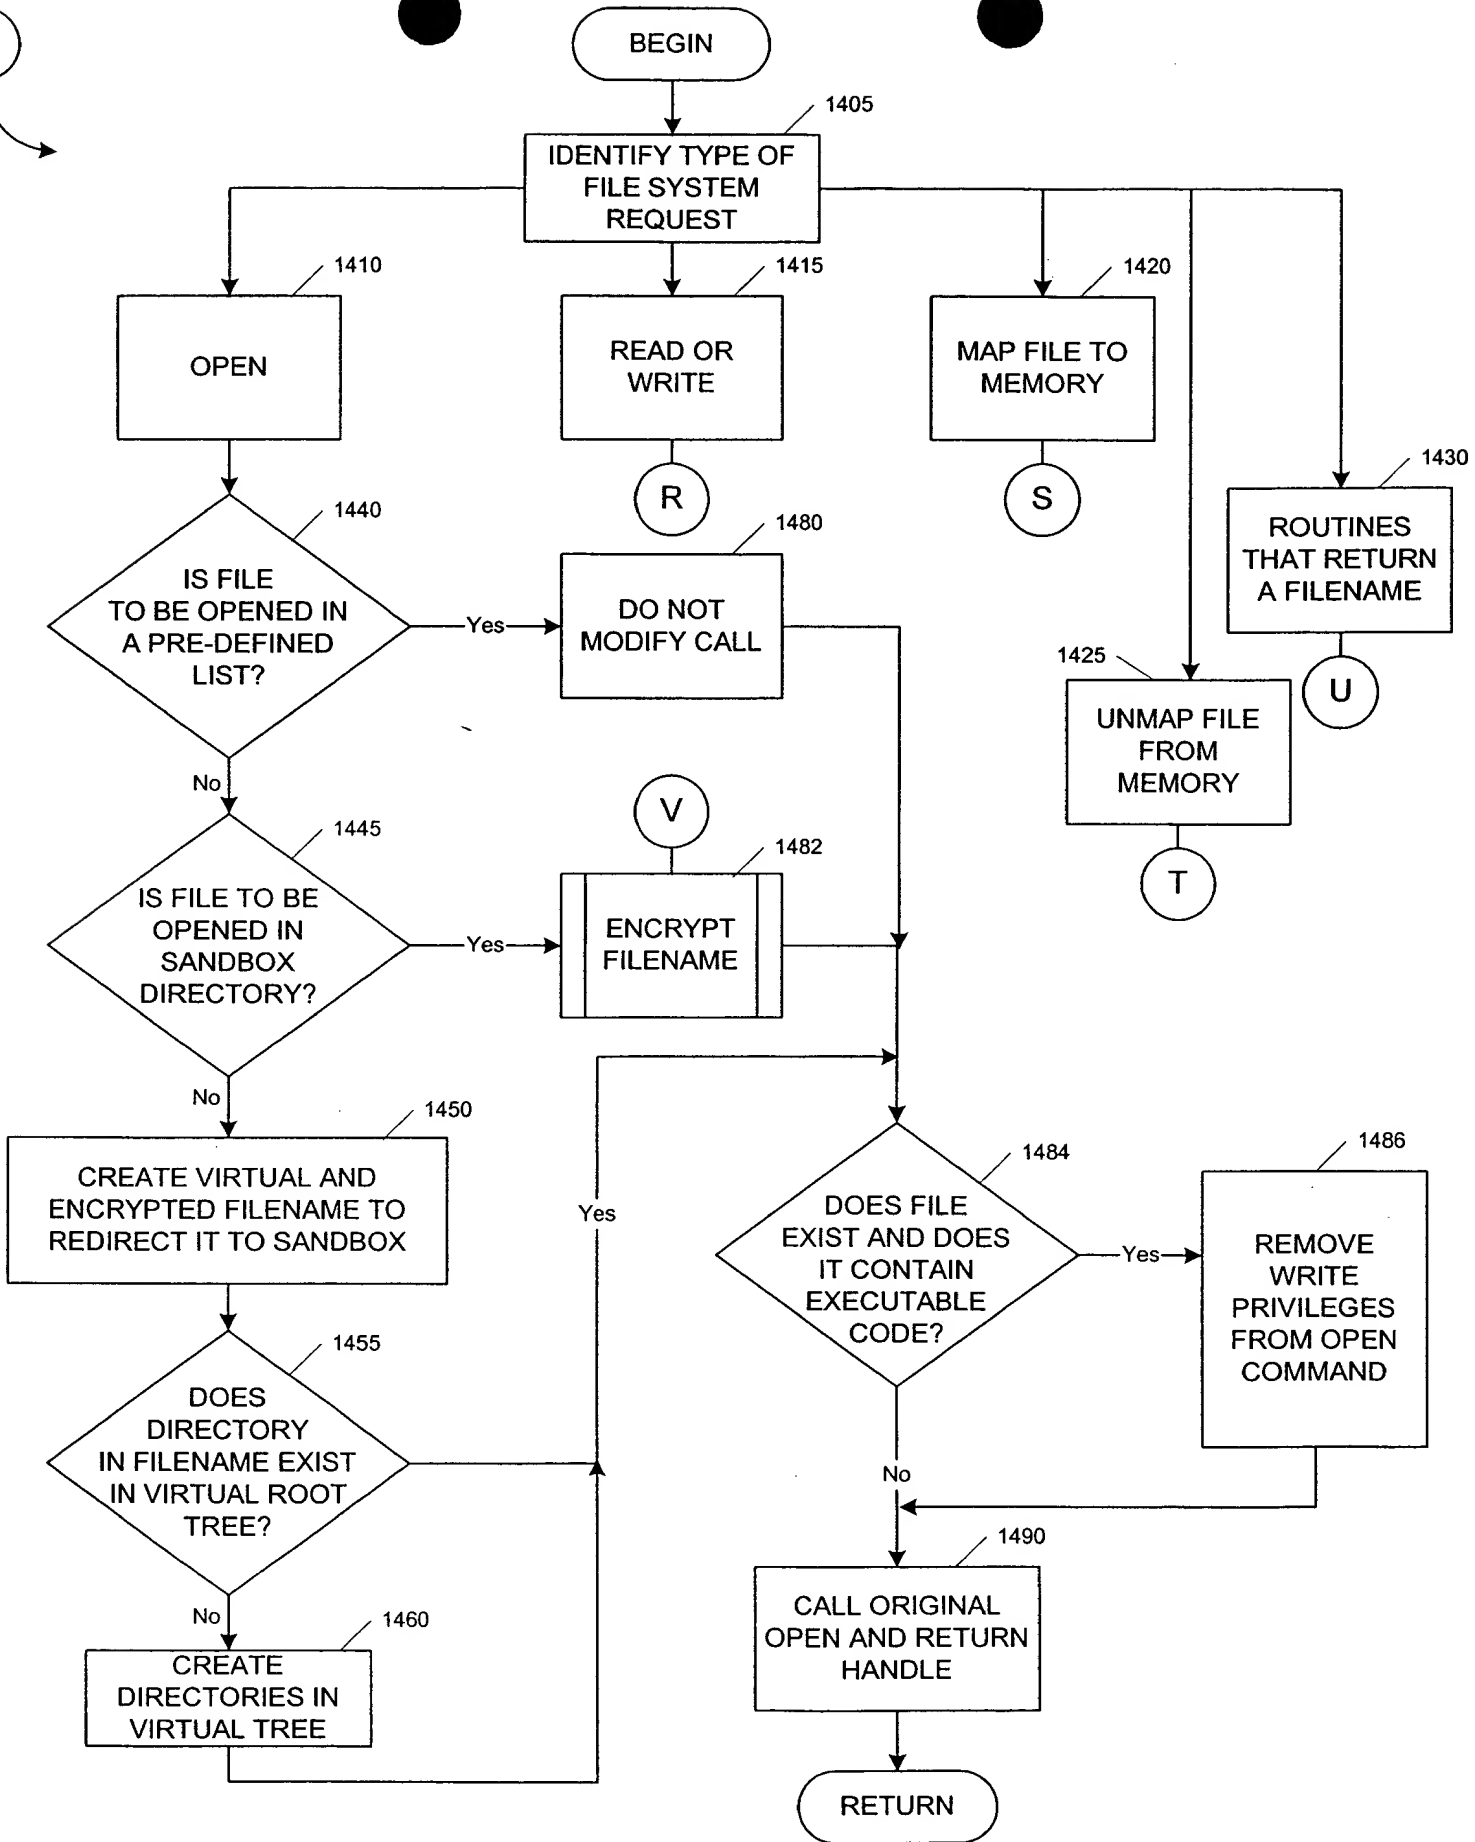 BEGIN
1405
IDENTIFY TYPE OF
FILE SYSTEM
REQUEST
1410
OPEN
1415
READ OR
WRITE
R
1420
MAP FILE TO
MEMORY
S
1430
ROUTINES
THAT RETURN
A FILENAME
U
1425
UNMAP FILE
FROM
MEMORY
T
1440
IS FILE
TO BE OPENED IN
A PRE-DEFINED
LIST?
Yes
1480
DO NOT
MODIFY CALL
No
1445
IS FILE TO BE
OPENED IN
SANDBOX
DIRECTORY?
Yes
V
1482
ENCRYPT
FILENAME
No
1450
CREATE VIRTUAL AND
ENCRYPTED FILENAME TO
REDIRECT IT TO SANDBOX
1455
DOES
DIRECTORY
IN FILENAME EXIST
IN VIRTUAL ROOT
TREE?
Yes
No
1460
CREATE
DIRECTORIES IN
VIRTUAL TREE
1484
DOES FILE
EXIST AND DOES
IT CONTAIN
EXECUTABLE
CODE?
Yes
1486
REMOVE
WRITE
PRIVILEGES
FROM OPEN
COMMAND
No
1490
CALL ORIGINAL
OPEN AND RETURN
HANDLE
RETURN